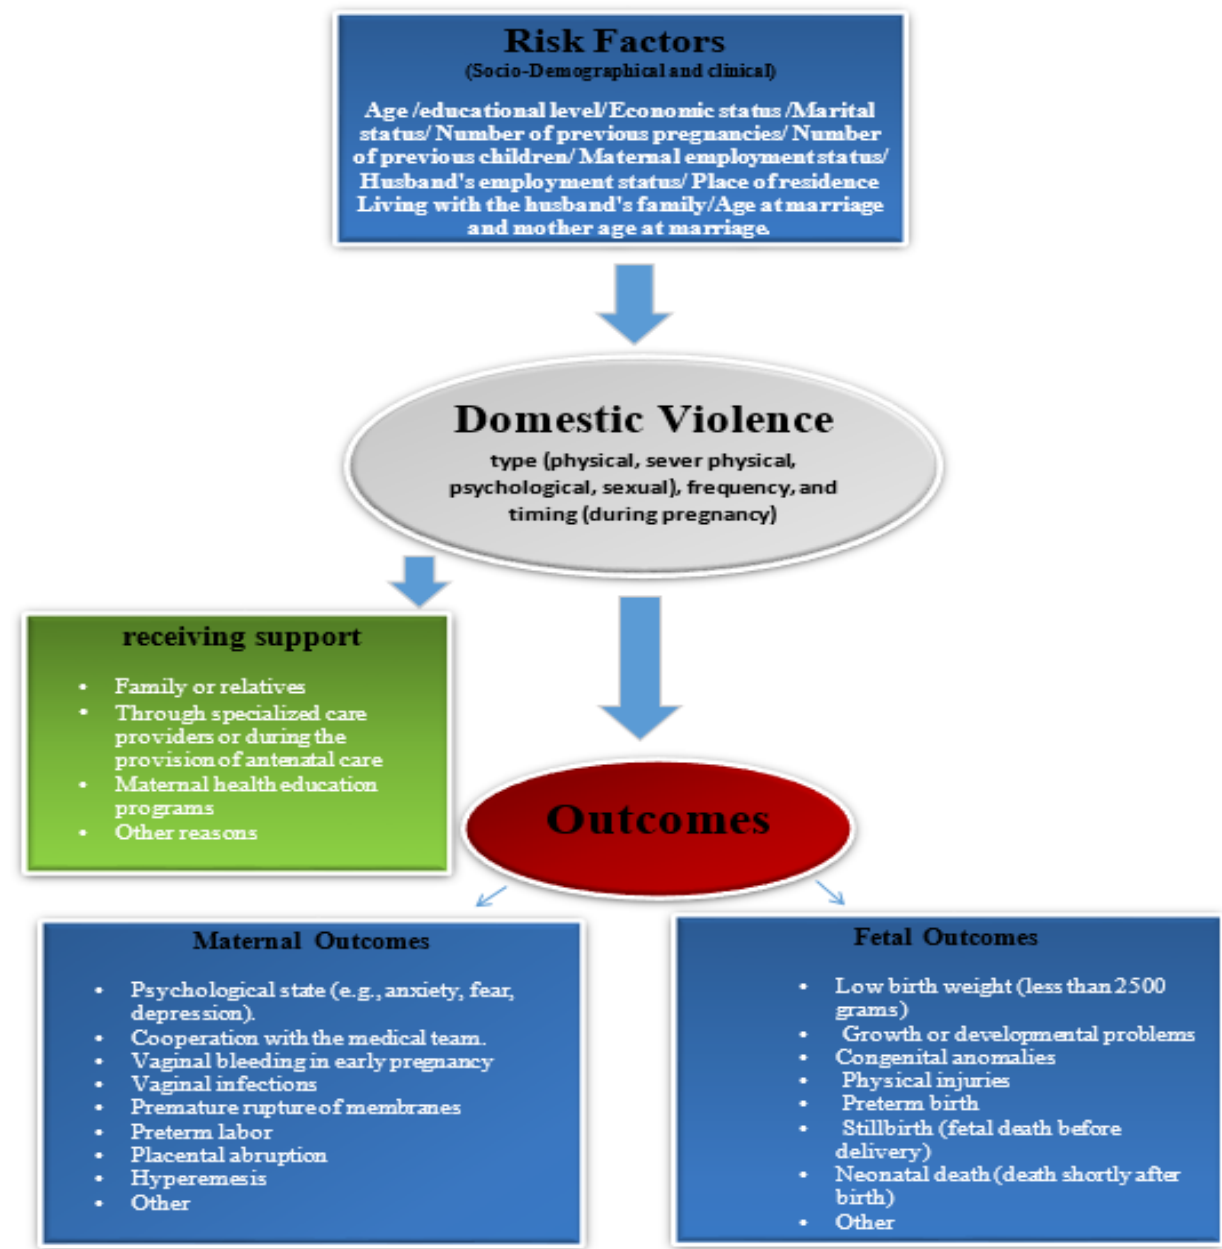 Risk Factors
(Socio-Demographical and clinical)
Age /educational level/Economic status /Marital
status/ Number of previous pregnancies/ Number
of previous children/ Maternal employment status/
Husband's employment status/ Place of residence
Living with the husband's family/Age at marriage
and mother age at marriage.
Domestic Violence
type (physical, sever physical,
psychological, sexual), frequency, and
timing (during pregnancy)
receiving support
• Family or relatives
• Through specialized care
providers or during the
provision of antenatal care
• Maternal health education
programs
• Other reasons
Outcomes
Maternal Outcomes
• Psychological state (e.g., anxiety, fear,
depression).
• Cooperation with the medical team.
• Vaginal bleeding in early pregnancy
• Vaginal infections
• Premature rupture of membranes
• Preterm labor
• Placental abruption
• Hyperemesis
• Other
Fetal Outcomes
• Low birth weight (less than 2500
grams)
• Growth or developmental problems
• Congenital anomalies
• Physical injuries
• Preterm birth
• Stillbirth (fetal death before
delivery)
• Neonatal death (death shortly after
birth)
• Other